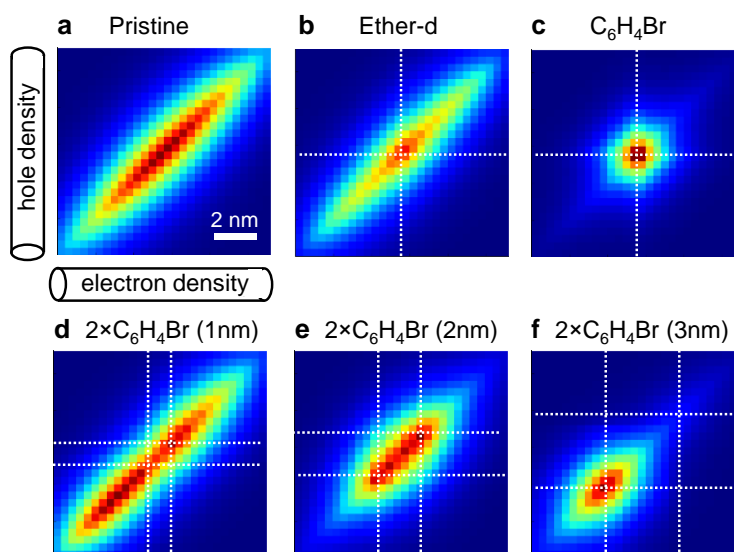 a Pristine
b Ether-d
c C₆H₄Br
hole density
2 nm
electron density
d 2×C₆H₄Br (1nm)
e 2×C₆H₄Br (2nm)
f 2×C₆H₄Br (3nm)